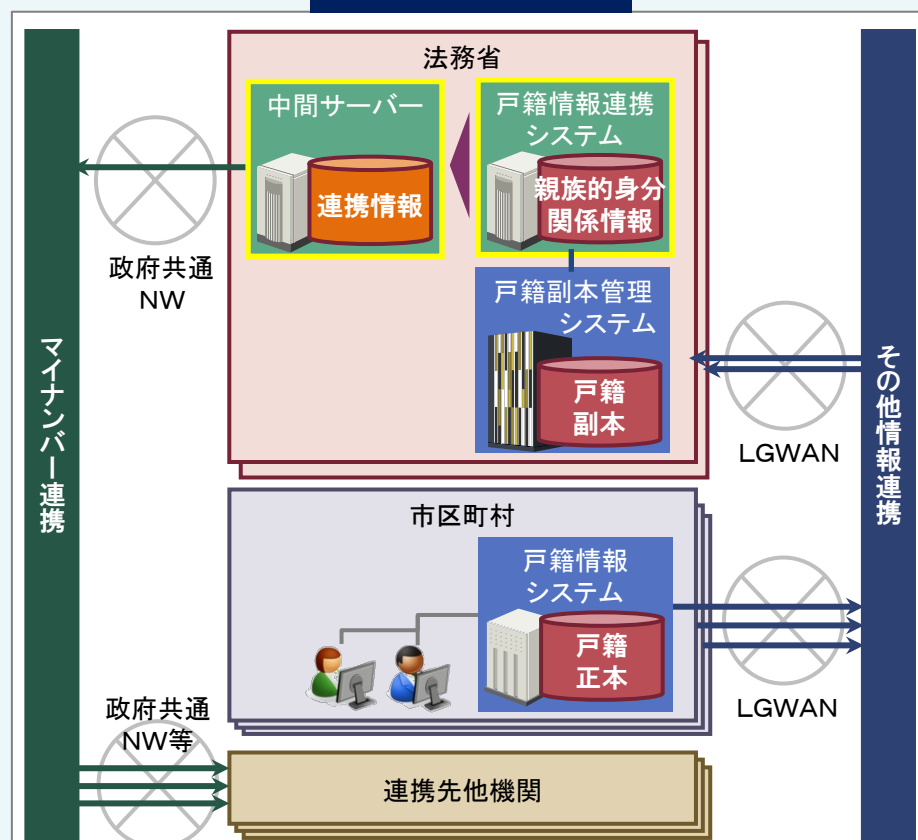 法務省
中間サーバー
戸籍情報連携
システム
連携情報
親族的身分
関係情報
政府共通
NW
戸籍副本管理
システム
戸籍
副本
LGWAN
マイナンバー連携
その他情報連携
市区町村
戸籍情報
システム
戸籍
正本
LGWAN
政府共通
NW等
連携先他機関